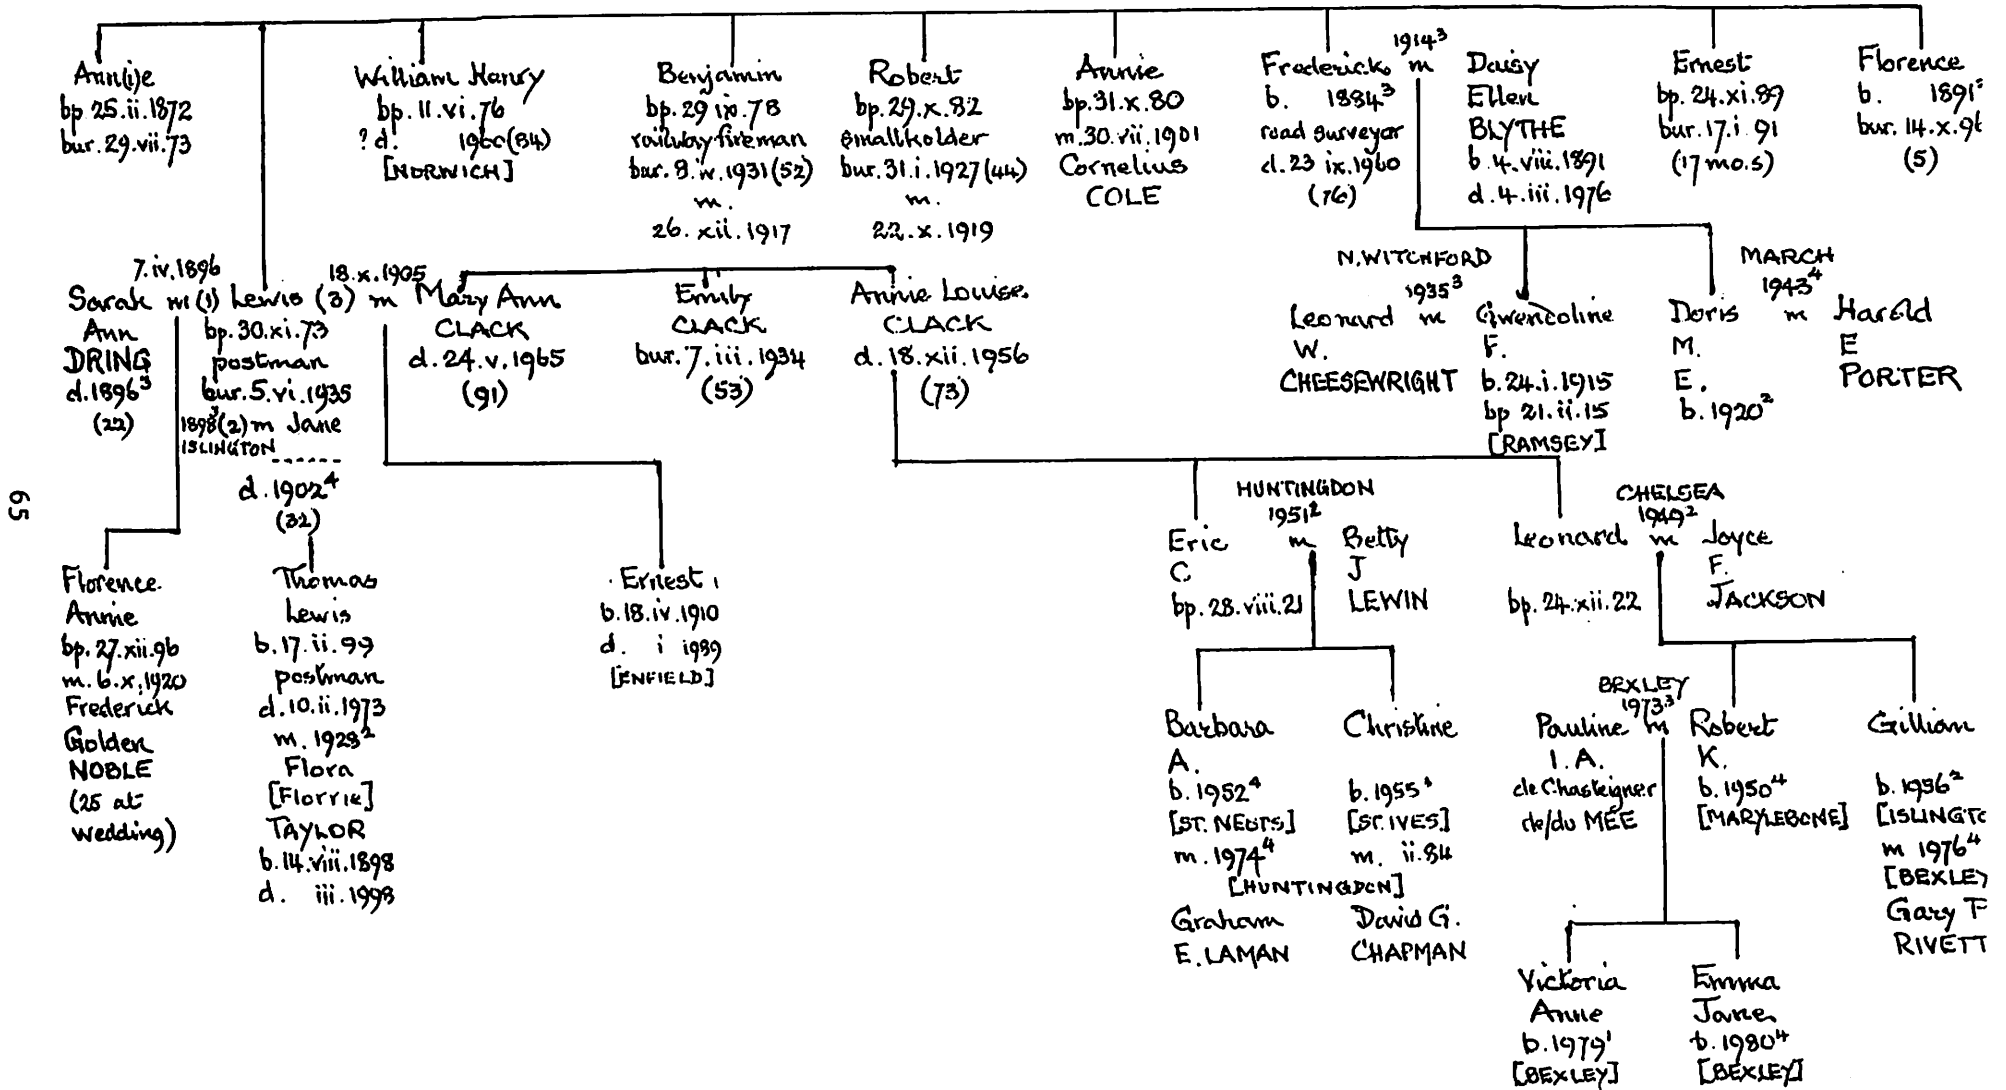 Ann(i)e
bp. 25.ii.1872
bur. 29.vii.73
William Henry
bp. 11.vi.76
? d. 1960(84)
[NORWICH]
Benjamin
bp. 29 ix.78
railway fireman
bur. 8.iv.1931(52)
m.
26. xii. 1917
Robert
bp. 29.x.82
smallholder
bur. 31.i.1927(44)
m.
22.x.1919
Annie
bp. 31.x.80
m. 30.vii.1901
Cornelius
COLE
1914³
Frederick m
b. 1884³
road surveyor
d. 23 ix.1960
(76)
Daisy
Ellen
BLYTHE
b. 4.viii.1891
d. 4.iii.1976
Ernest
bp. 24.xi.89
bur. 17.i 91
(17 mo.s)
Florence
b. 1891
bur. 14.x.96
(5)
7.iv.1896
Sarah m (1)
Ann
DRING
d. 1896³
(22)
Lewis (3) m
bp. 30.xi.73
postman
bur. 5.vi.1935
1898³(2) m Jane
ISLINGTON
------
d. 1902⁴
(32)
18.x.1905
Mary Ann
CLACK
d. 24.v.1965
(91)
Emily
CLACK
bur. 7.iii.1934
(53)
Annie Louise
CLACK
d. 18.xii.1956
(73)
N.WITCHFORD
1935³
Leonard m
W.
CHEESEWRIGHT
Gwendoline
F.
b. 24.i.1915
bp 21.ii.15
[RAMSEY]
MARCH
1943⁴
Doris m
M.
E.
b. 1920²
Harold
E
PORTER
65
Florence
Annie
bp. 27.xii.96
m. 6.x.1920
Frederick
Golden
NOBLE
(25 at
wedding)
Thomas
Lewis
b. 17.ii.99
postman
d. 10.ii.1973
m. 1928²
Flora
[Florrie]
TAYLOR
b. 14.viii.1898
d. iii.1998
Ernest
b. 18.iv.1910
d. i 1989
[ENFIELD]
HUNTINGDON
1951²
Eric m
C
bp. 28.viii.21
Betty
J
LEWIN
CHELSEA
1949²
Leonard m
bp. 24.xii.22
Joyce
F.
JACKSON
Barbara
A.
b. 1952⁴
[ST. NEOTS]
m. 1974⁴
[HUNTINGDON]
Graham
E. LAMAN
Christine
b. 1955¹
[ST. IVES]
m. ii.84
David G.
CHAPMAN
BEXLEY
1973³
Pauline m
I. A.
de Chasteigner
de/du MÉE
Robert
K.
b. 1950⁴
[MARYLEBONE]
Gillian
b. 1956²
[ISLINGTO
m 1976⁴
[BEXLEY
Gary
RIVETT
Victoria
Anne
b. 1979¹
[BEXLEY]
Emma
Jane
b. 1980⁴
[BEXLEY]